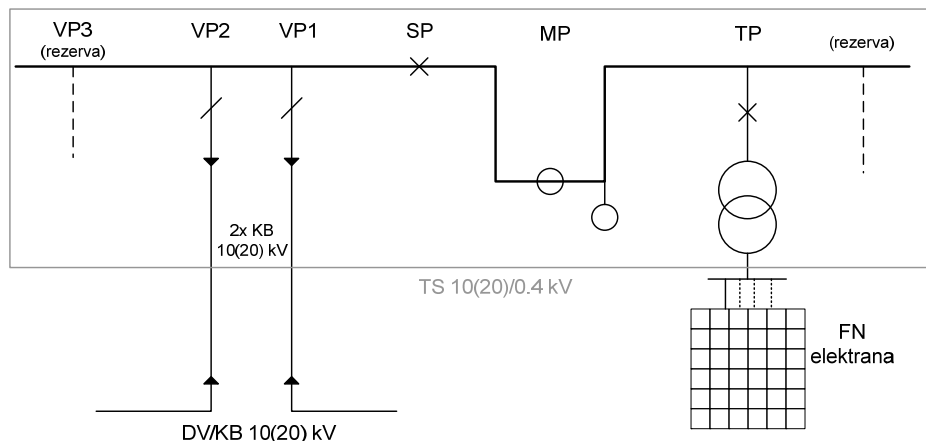 VP3
(rezerva)
VP2
VP1
SP
MP
TP
(rezerva)
2x KB
10(20) kV
TS 10(20)/0.4 kV
FN
elektrana
DV/KB 10(20) kV